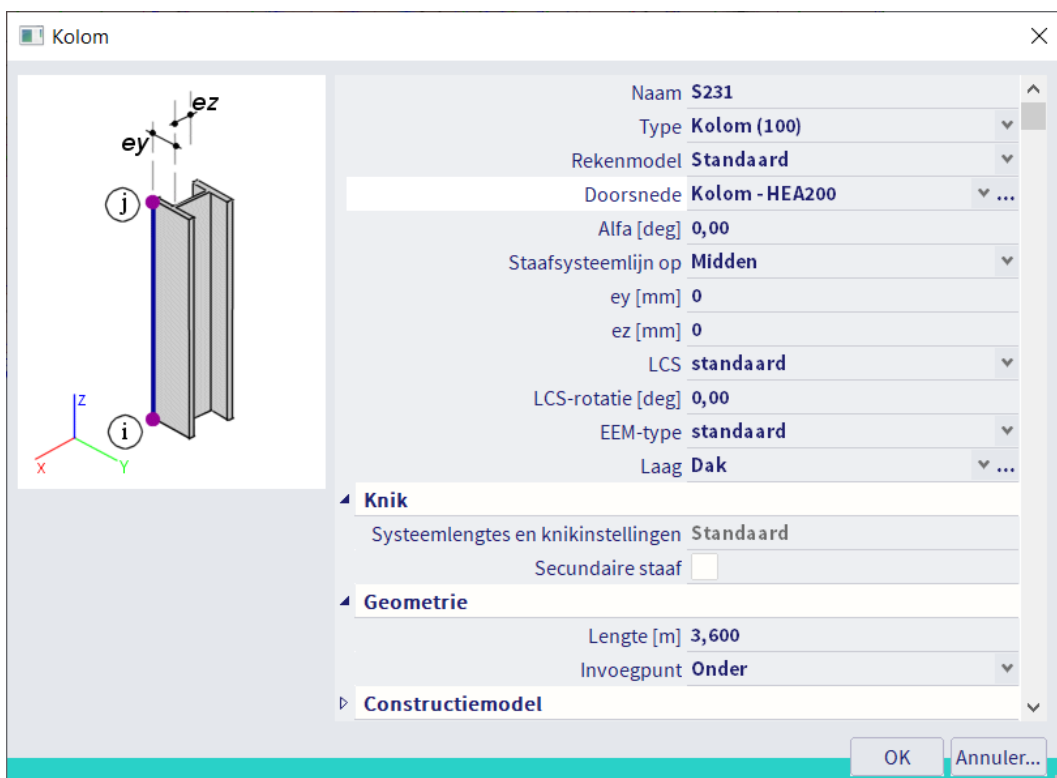 Kolom
ez
ey
j
i
Z
X
Y
Naam S231
Type Kolom (100)
Rekenmodel Standaard
Doorsnede Kolom - HEA200 ...
Alfa [deg] 0,00
Staafsysteemlijn op Midden
ey [mm] 0
ez [mm] 0
LCS standaard
LCS-rotatie [deg] 0,00
EEM-type standaard
Laag Dak ...
Knik
Systeemlengtes en knikinstellingen Standaard
Secundaire staaf
Geometrie
Lengte [m] 3,600
Invoegpunt Onder
Constructiemodel
OK Annuler...